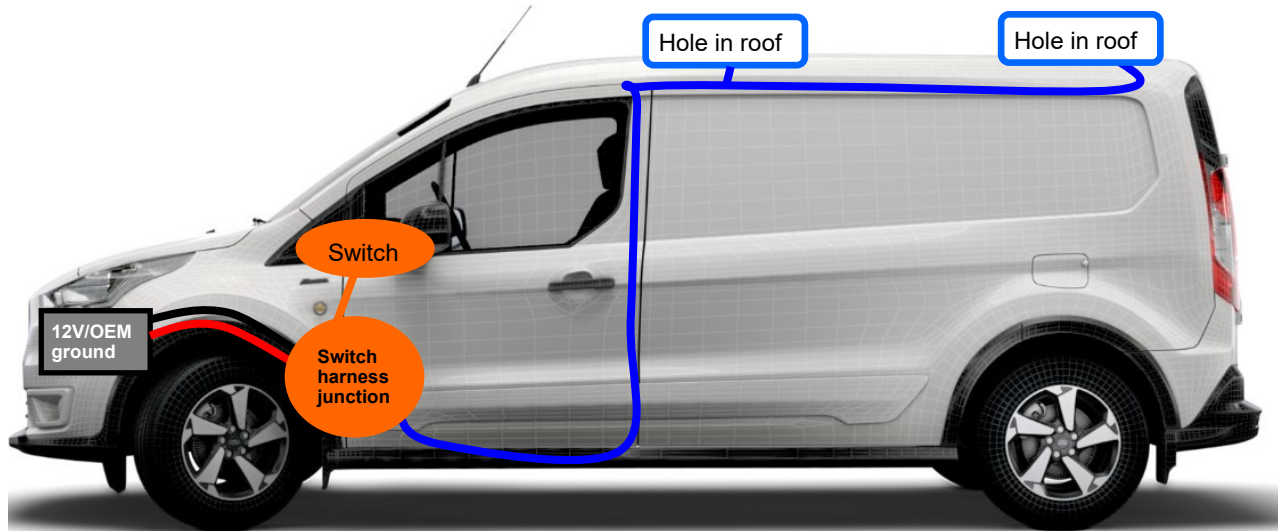 Hole in roof
Hole in roof
Switch
12V/OEM
ground
Switch
harness
junction